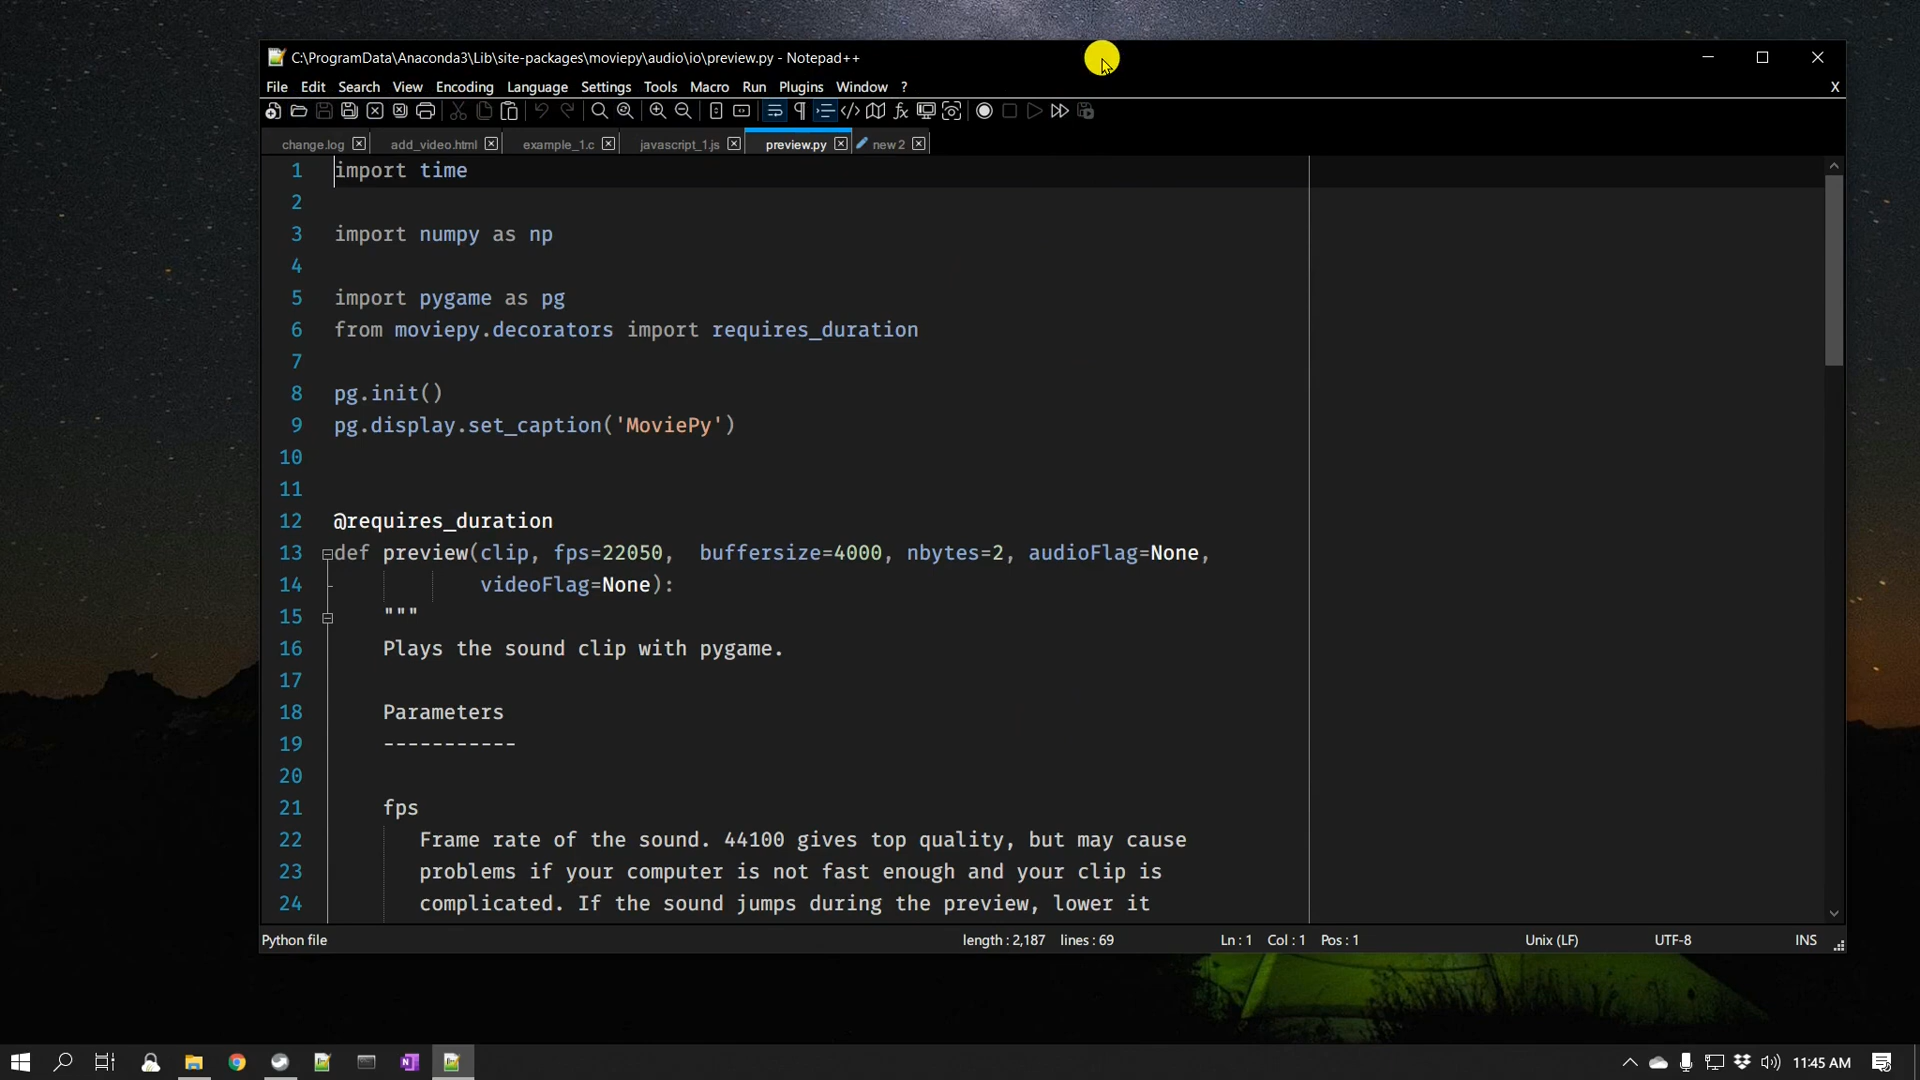 C:\ProgramData\Anaconda3\Lib\site-packages\moviepy\audio\io\preview.py - Notepad++
File Edit Search View Encoding Language Settings Tools Macro Run Plugins Window ? X
change.log add_video.html example_1.c javascript_1.js preview.py new 2
1 import time
2
3 import numpy as np
4
5 import pygame as pg
6 from moviepy.decorators import requires_duration
7
8 pg.init()
9 pg.display.set_caption('MoviePy')
10
11
12 @requires_duration
13 def preview(clip, fps=22050,  buffersize=4000, nbytes=2, audioFlag=None,
14 videoFlag=None):
15 """
16 Plays the sound clip with pygame.
17
18 Parameters
19 -----------
20
21 fps
22 Frame rate of the sound. 44100 gives top quality, but may cause
23 problems if your computer is not fast enough and your clip is
24 complicated. If the sound jumps during the preview, lower it
Python file length : 2,187 lines : 69 Ln : 1 Col : 1 Pos : 1 Unix (LF) UTF-8 INS
11:45 AM